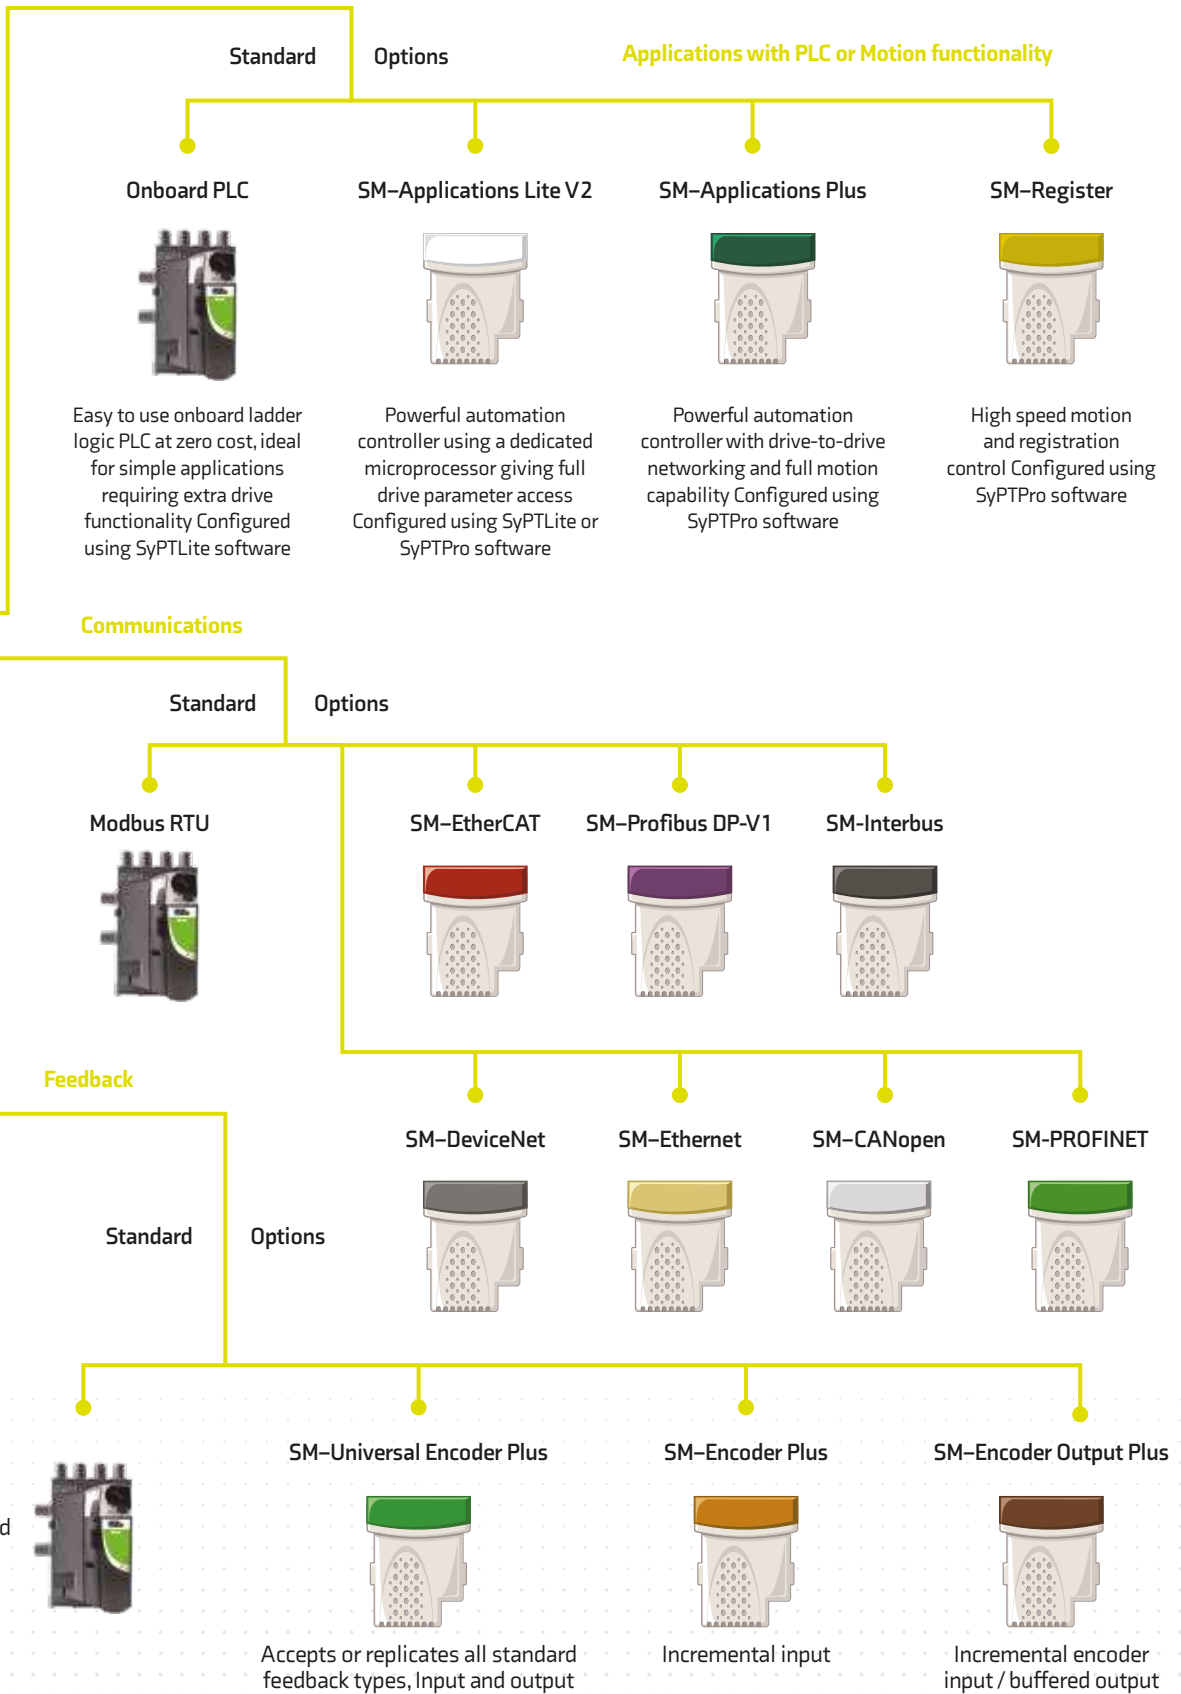 Standard
Options
Applications with PLC or Motion functionality
Onboard PLC
SM–Applications Lite V2
SM–Applications Plus
SM–Register
Easy to use onboard ladder
logic PLC at zero cost, ideal
for simple applications
requiring extra drive
functionality Configured
using SyPTLite software
Powerful automation
controller using a dedicated
microprocessor giving full
drive parameter access
Configured using SyPTLite or
SyPTPro software
Powerful automation
controller with drive-to-drive
networking and full motion
capability Configured using
SyPTPro software
High speed motion
and registration
control Configured using
SyPTPro software
Communications
Standard
Options
Modbus RTU
SM–EtherCAT
SM–Profibus DP-V1
SM-Interbus
Feedback
SM–DeviceNet
SM–Ethernet
SM–CANopen
SM-PROFINET
Standard
Options
SM–Universal Encoder Plus
SM–Encoder Plus
SM–Encoder Output Plus
d
Accepts or replicates all standard
feedback types, Input and output
Incremental input
Incremental encoder
input / buffered output